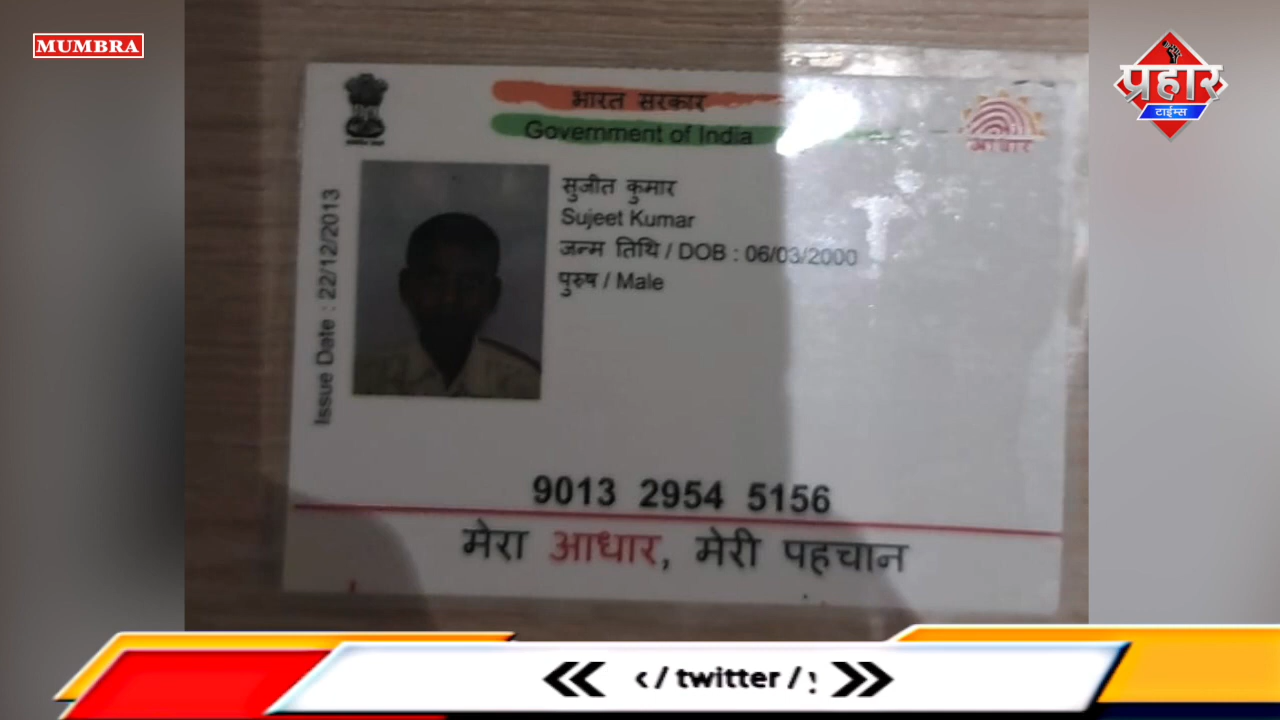 MUMBRA
प्रहार
टाईम्स
भारत सरकार
Government of India
आधार
Issue Date : 22/12/2013
सुजीत कुमार
Sujeet Kumar
जन्म तिथि / DOB : 06/03/2000
पुरुष / Male
9013 2954 5156
मेरा आधार, मेरी पहचान
/ twitter /